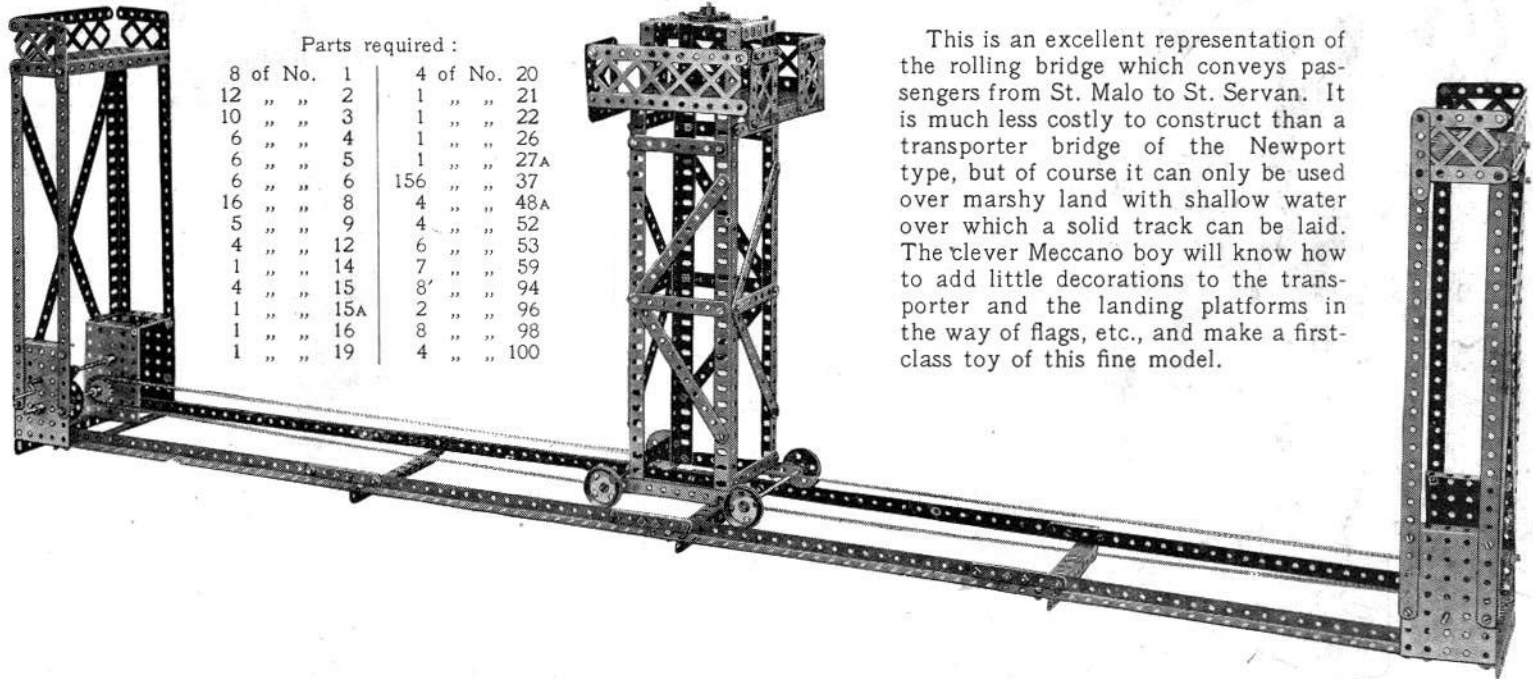 Parts required :
8 of No. 1 4 of No. 20
12 „ „ 2 1 „ „ 21
10 „ „ 3 1 „ „ 22
6 „ „ 4 1 „ „ 26
6 „ „ 5 1 „ „ 27A
6 „ „ 6 156 „ „ 37
16 „ „ 8 4 „ „ 48A
5 „ „ 9 4 „ „ 52
4 „ „ 12 6 „ „ 53
1 „ „ 14 7 „ „ 59
4 „ „ 15 8 „ „ 94
1 „ „ 15A 2 „ „ 96
1 „ „ 16 8 „ „ 98
1 „ „ 19 4 „ „ 100
This is an excellent representation of
the rolling bridge which conveys pas-
sengers from St. Malo to St. Servan. It
is much less costly to construct than a
transporter bridge of the Newport
type, but of course it can only be used
over marshy land with shallow water
over which a solid track can be laid.
The clever Meccano boy will know how
to add little decorations to the trans-
porter and the landing platforms in
the way of flags, etc., and make a first-
class toy of this fine model.